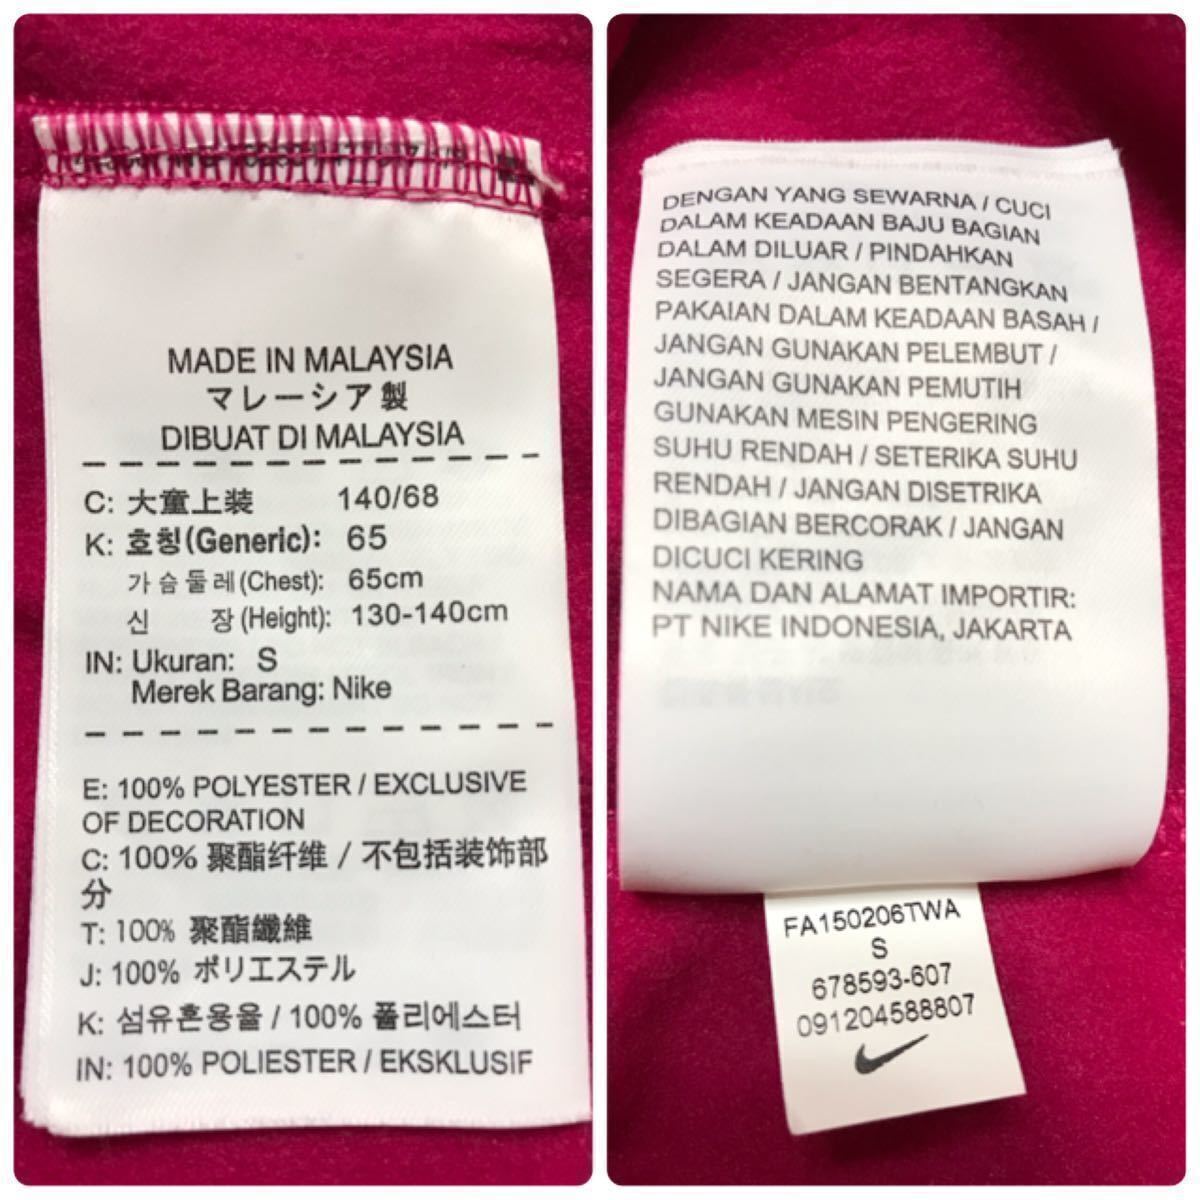 MADE IN MALAYSIA
マレーシア製
DIBUAT DI MALAYSIA
C: 大童上装 140/68
K: 호칭(Generic): 65
가슴둘레(Chest): 65cm
신 장(Height): 130-140cm
IN: Ukuran: S
Merek Barang: Nike
E: 100% POLYESTER / EXCLUSIVE
OF DECORATION
C: 100% 聚酯纤维 / 不包括装饰部
分
T: 100% 聚酯纖維
J: 100% ポリエステル
K: 섬유혼용율 / 100% 폴리에스터
IN: 100% POLIESTER / EKSKLUSIF
DENGAN YANG SEWARNA / CUCI
DALAM KEADAAN BAJU BAGIAN
DALAM DILUAR / PINDAHKAN
SEGERA / JANGAN BENTANGKAN
PAKAIAN DALAM KEADAAN BASAH /
JANGAN GUNAKAN PELEMBUT /
JANGAN GUNAKAN PEMUTIH
GUNAKAN MESIN PENGERING
SUHU RENDAH / SETERIKA SUHU
RENDAH / JANGAN DISETRIKA
DIBAGIAN BERCORAK / JANGAN
DICUCI KERING
NAMA DAN ALAMAT IMPORTIR:
PT NIKE INDONESIA, JAKARTA
FA150206TWA
S
678593-607
091204588807